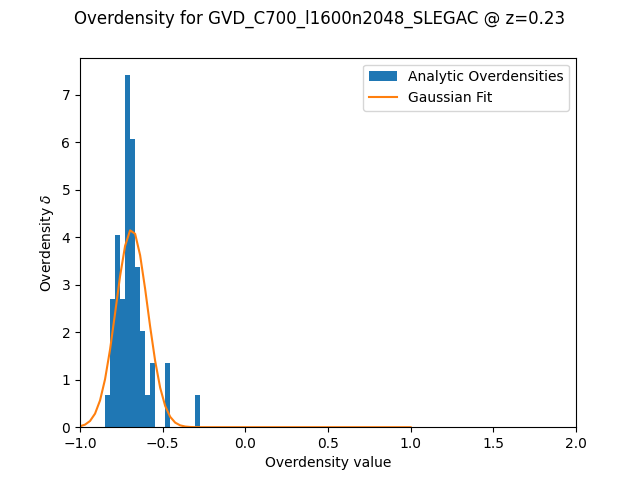 Overdensity for GVD_C700_l1600n2048_SLEGAC @ z=0.23
Analytic Overdensities
Gaussian Fit
Overdensity δ
7
6
5
4
3
2
1
0
−1.0 −0.5 0.0 0.5 1.0 1.5 2.0
Overdensity value